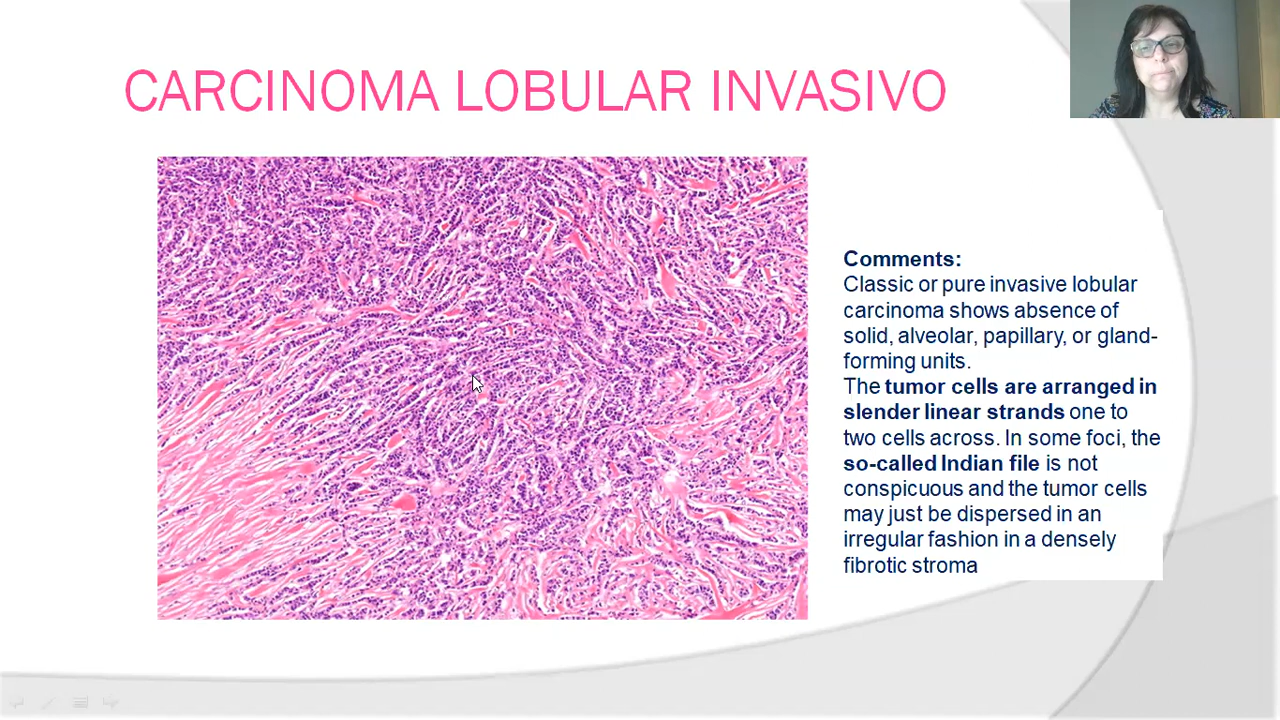 CARCINOMA LOBULAR INVASIVO
Comments:
Classic or pure invasive lobular
carcinoma shows absence of
solid, alveolar, papillary, or gland-
forming units.
The tumor cells are arranged in
slender linear strands one to
two cells across. In some foci, the
so-called Indian file is not
conspicuous and the tumor cells
may just be dispersed in an
irregular fashion in a densely
fibrotic stroma